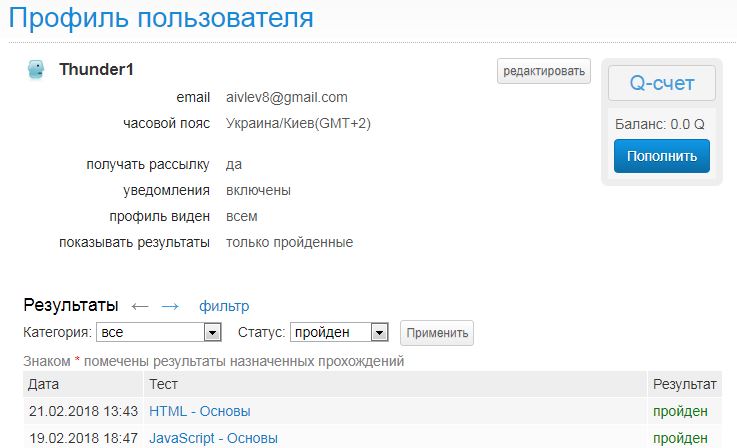 Профиль пользователя
Thunder1
редактировать
Q-счет
email aivlev8@gmail.com
Баланс: 0.0 Q
часовой пояс Украина/Киев(GMT+2)
Пополнить
получать рассылку да
уведомления включены
профиль виден всем
показывать результаты только пройденные
Результаты ← → фильтр
Категория: все Статус: пройден Применить
Знаком * помечены результаты назначенных прохождений
Дата Тест Результат
21.02.2018 13:43 HTML - Основы пройден
19.02.2018 18:47 JavaScript - Основы пройден